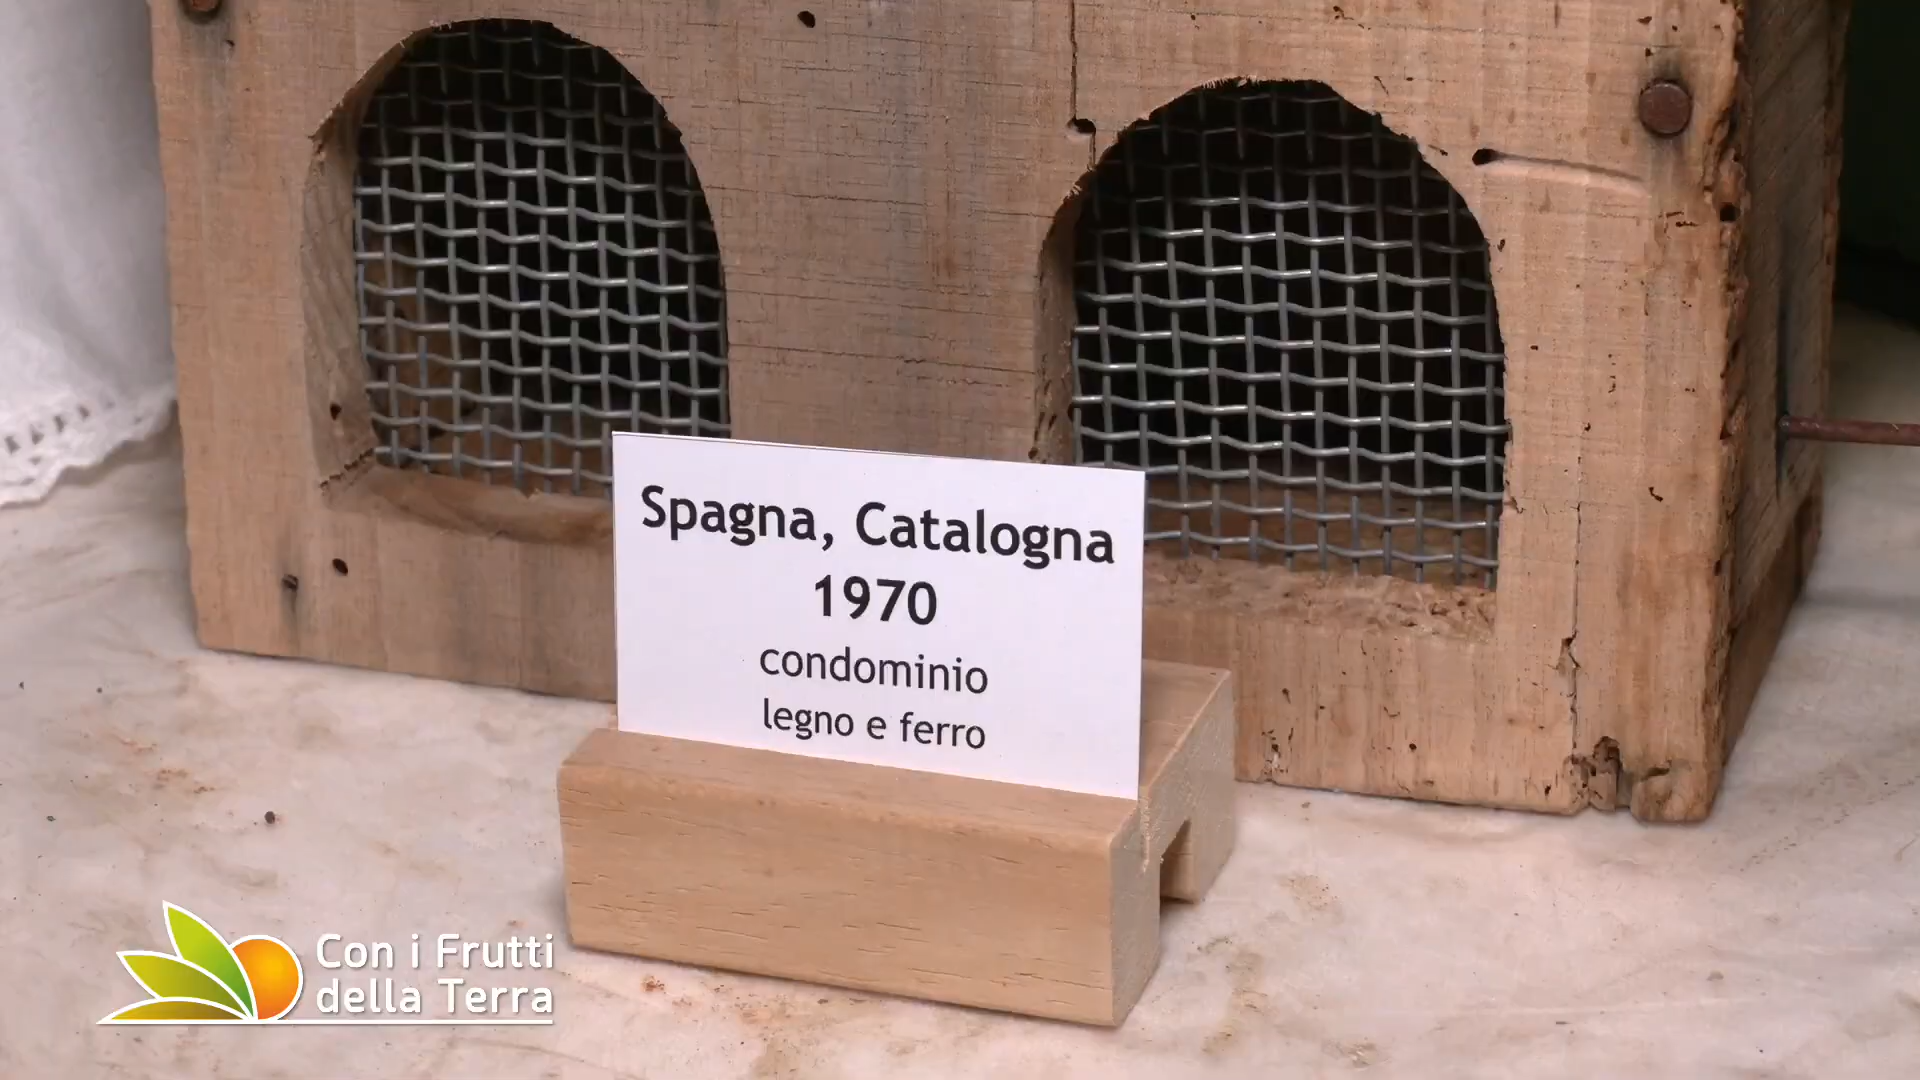 Spagna, Catalogna
1970
condominio
legno e ferro
Con i Frutti
della Terra